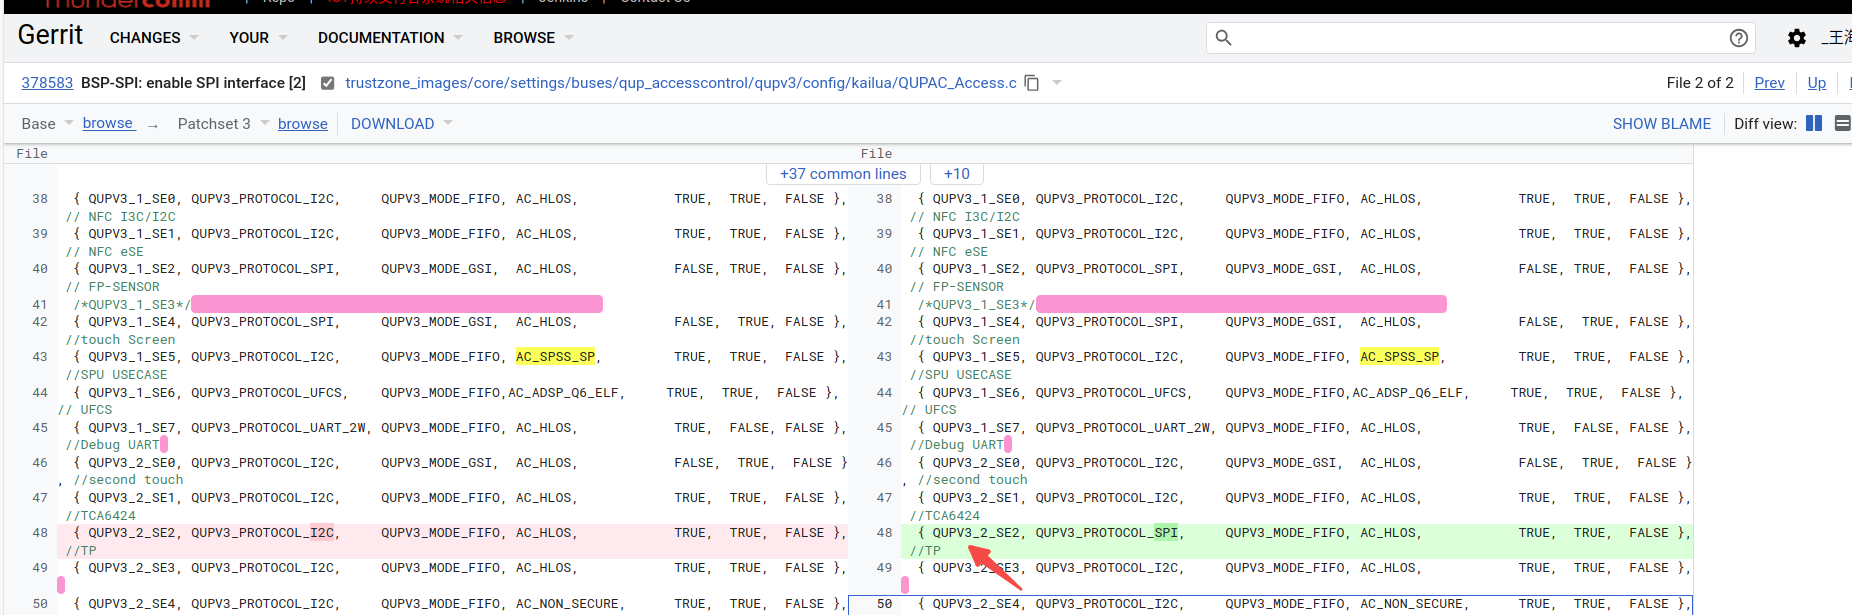 Repo | | Jenkins | Contact Us
Gerrit CHANGES YOUR DOCUMENTATION BROWSE
378583 BSP-SPI: enable SPI interface [2] trustzone_images/core/settings/buses/qup_accesscontrol/qupv3/config/kailua/QUPAC_Access.c File 2 of 2 Prev Up
Base browse → Patchset 3 browse DOWNLOAD SHOW BLAME Diff view:
File File
+37 common lines +10
38 { QUPV3_1_SE0, QUPV3_PROTOCOL_I2C, QUPV3_MODE_FIFO, AC_HLOS, TRUE, TRUE, FALSE }, 38 { QUPV3_1_SE0, QUPV3_PROTOCOL_I2C, QUPV3_MODE_FIFO, AC_HLOS, TRUE, TRUE, FALSE },
// NFC I3C/I2C // NFC I3C/I2C
39 { QUPV3_1_SE1, QUPV3_PROTOCOL_I2C, QUPV3_MODE_FIFO, AC_HLOS, TRUE, TRUE, FALSE }, 39 { QUPV3_1_SE1, QUPV3_PROTOCOL_I2C, QUPV3_MODE_FIFO, AC_HLOS, TRUE, TRUE, FALSE },
// NFC eSE // NFC eSE
40 { QUPV3_1_SE2, QUPV3_PROTOCOL_SPI, QUPV3_MODE_GSI, AC_HLOS, FALSE, TRUE, FALSE }, 40 { QUPV3_1_SE2, QUPV3_PROTOCOL_SPI, QUPV3_MODE_GSI, AC_HLOS, FALSE, TRUE, FALSE },
// FP-SENSOR // FP-SENSOR
41 /*QUPV3_1_SE3*/ 41 /*QUPV3_1_SE3*/
42 { QUPV3_1_SE4, QUPV3_PROTOCOL_SPI, QUPV3_MODE_GSI, AC_HLOS, FALSE, TRUE, FALSE }, 42 { QUPV3_1_SE4, QUPV3_PROTOCOL_SPI, QUPV3_MODE_GSI, AC_HLOS, FALSE, TRUE, FALSE },
//touch Screen //touch Screen
43 { QUPV3_1_SE5, QUPV3_PROTOCOL_I2C, QUPV3_MODE_FIFO, AC_SPSS_SP, TRUE, TRUE, FALSE }, 43 { QUPV3_1_SE5, QUPV3_PROTOCOL_I2C, QUPV3_MODE_FIFO, AC_SPSS_SP, TRUE, TRUE, FALSE },
//SPU USECASE //SPU USECASE
44 { QUPV3_1_SE6, QUPV3_PROTOCOL_UFCS, QUPV3_MODE_FIFO,AC_ADSP_Q6_ELF, TRUE, TRUE, FALSE }, 44 { QUPV3_1_SE6, QUPV3_PROTOCOL_UFCS, QUPV3_MODE_FIFO,AC_ADSP_Q6_ELF, TRUE, TRUE, FALSE },
// UFCS // UFCS
45 { QUPV3_1_SE7, QUPV3_PROTOCOL_UART_2W, QUPV3_MODE_FIFO, AC_HLOS, TRUE, FALSE, FALSE }, 45 { QUPV3_1_SE7, QUPV3_PROTOCOL_UART_2W, QUPV3_MODE_FIFO, AC_HLOS, TRUE, FALSE, FALSE },
//Debug UART //Debug UART
46 { QUPV3_2_SE0, QUPV3_PROTOCOL_I2C, QUPV3_MODE_GSI, AC_HLOS, FALSE, TRUE, FALSE } 46 { QUPV3_2_SE0, QUPV3_PROTOCOL_I2C, QUPV3_MODE_GSI, AC_HLOS, FALSE, TRUE, FALSE }
, //second touch , //second touch
47 { QUPV3_2_SE1, QUPV3_PROTOCOL_I2C, QUPV3_MODE_FIFO, AC_HLOS, TRUE, TRUE, FALSE }, 47 { QUPV3_2_SE1, QUPV3_PROTOCOL_I2C, QUPV3_MODE_FIFO, AC_HLOS, TRUE, TRUE, FALSE },
//TCA6424 //TCA6424
48 { QUPV3_2_SE2, QUPV3_PROTOCOL_I2C, QUPV3_MODE_FIFO, AC_HLOS, TRUE, TRUE, FALSE }, 48 { QUPV3_2_SE2, QUPV3_PROTOCOL_SPI, QUPV3_MODE_FIFO, AC_HLOS, TRUE, TRUE, FALSE },
//TP //TP
49 { QUPV3_2_SE3, QUPV3_PROTOCOL_I2C, QUPV3_MODE_FIFO, AC_HLOS, TRUE, TRUE, FALSE }, 49 { QUPV3_2_SE3, QUPV3_PROTOCOL_I2C, QUPV3_MODE_FIFO, AC_HLOS, TRUE, TRUE, FALSE },
50 { QUPV3_2_SE4, QUPV3_PROTOCOL_I2C, QUPV3_MODE_FIFO, AC_NON_SECURE, TRUE, TRUE, FALSE }, 50 { QUPV3_2_SE4, QUPV3_PROTOCOL_I2C, QUPV3_MODE_FIFO, AC_NON_SECURE, TRUE, TRUE, FALSE },